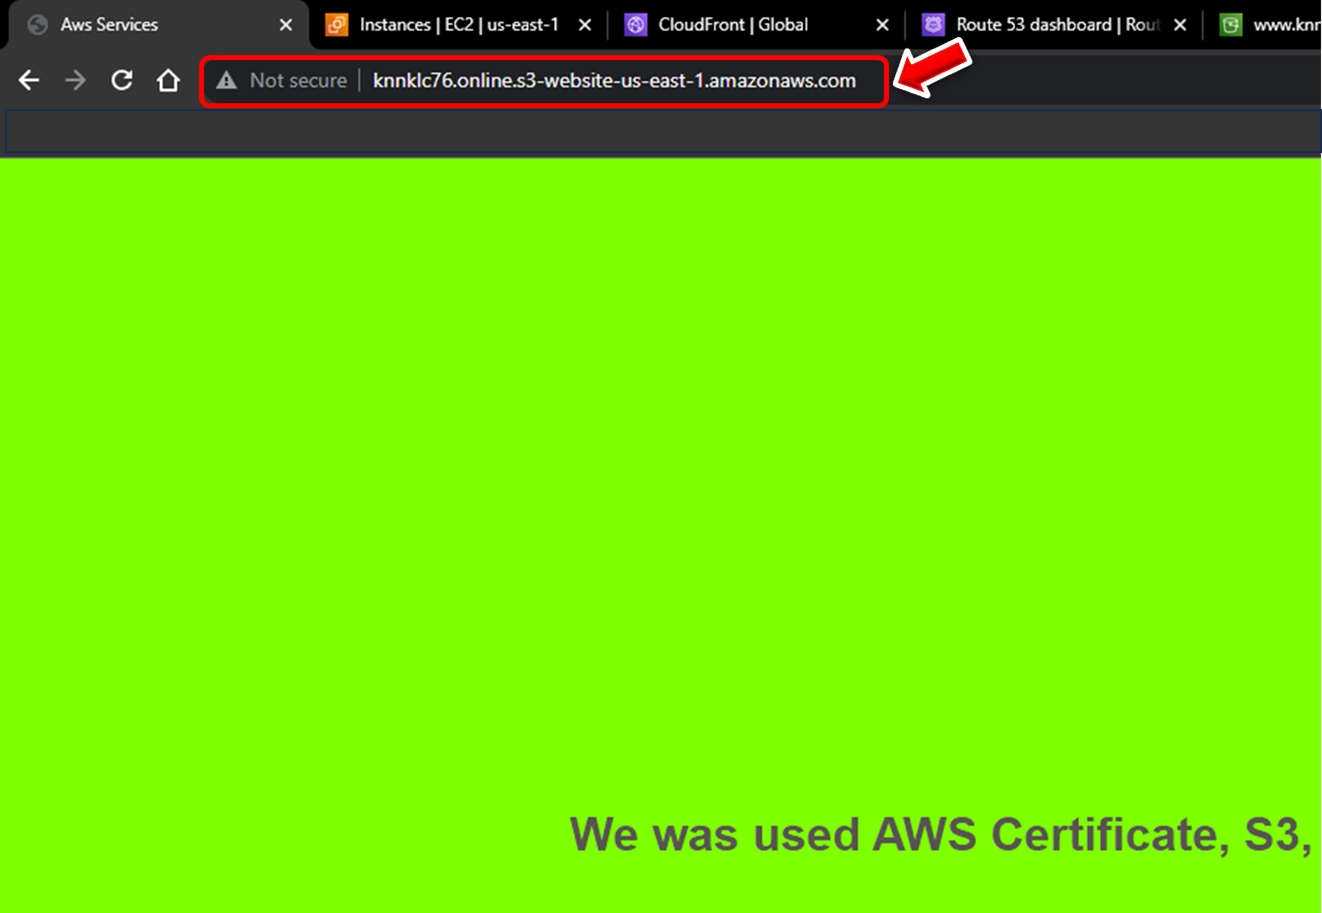 Aws Services
Instances | EC2 | us-east-1
CloudFront | Global
Route 53 dashboard | Rout
www.knn
Not secure
knnklc76.online.s3-website-us-east-1.amazonaws.com
We was used AWS Certificate, S3,